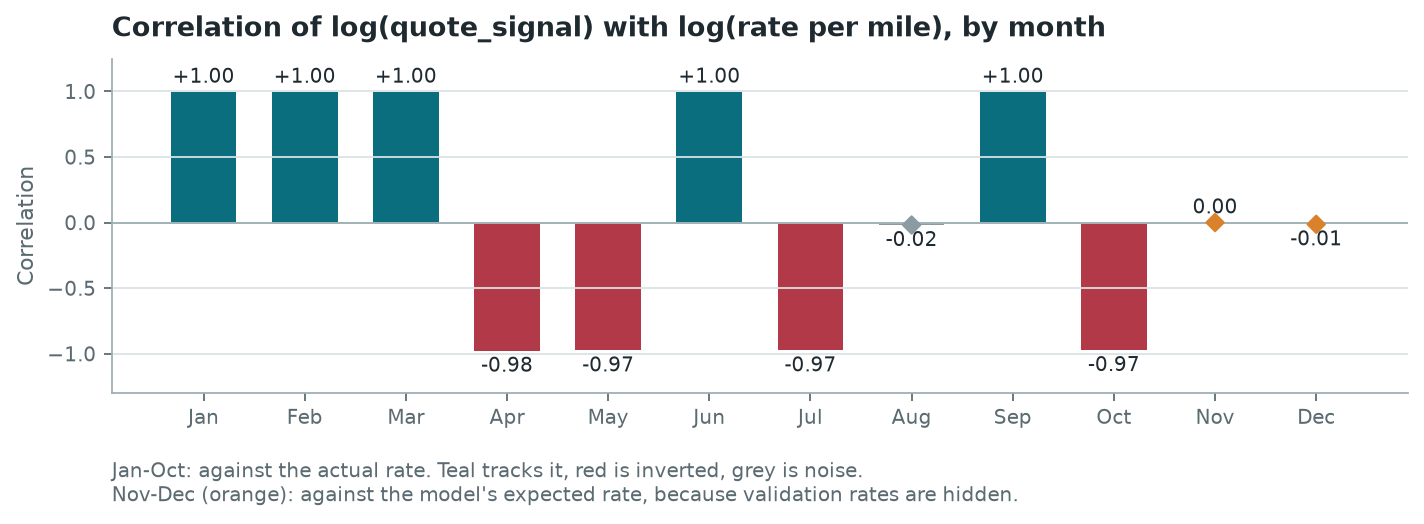 Correlation of log(quote_signal) with log(rate per mile), by month
+1.00 +1.00 +1.00 +1.00 +1.00
1.0
0.5
0.00
0.0
-0.02 -0.01
Correlation
−0.5
−1.0
-0.98 -0.97 -0.97 -0.97
Jan Feb Mar Apr May Jun Jul Aug Sep Oct Nov Dec
Jan-Oct: against the actual rate. Teal tracks it, red is inverted, grey is noise.
Nov-Dec (orange): against the model's expected rate, because validation rates are hidden.